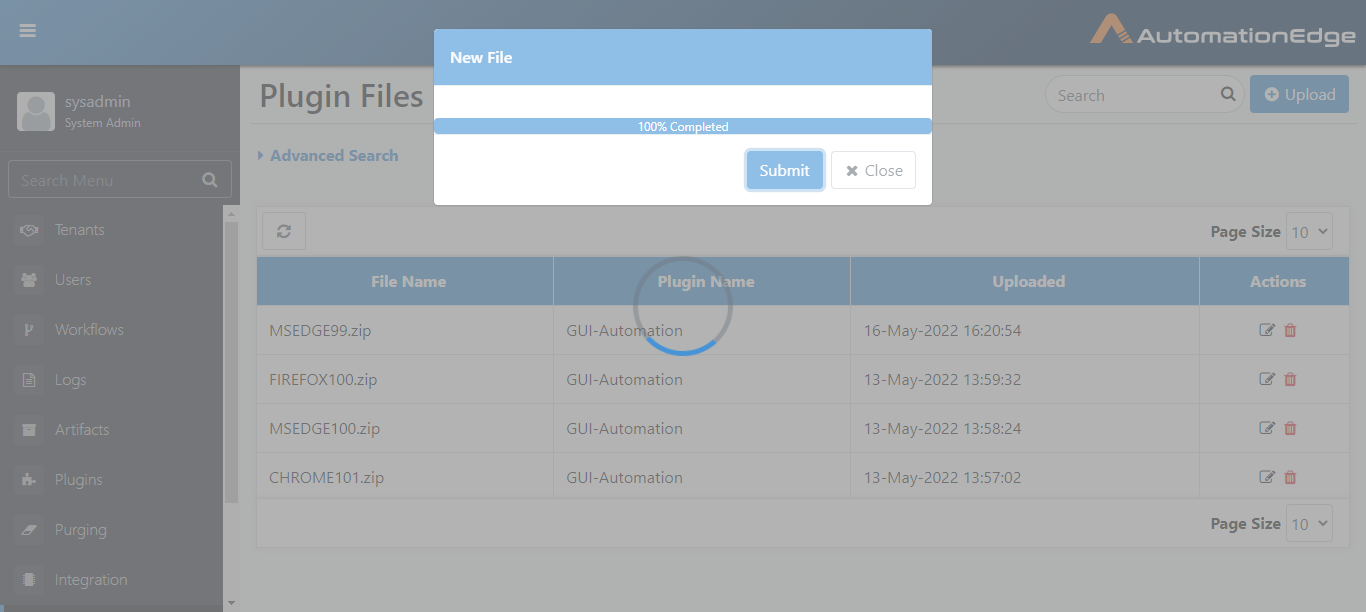 AutomationEdge
New File
100% Completed
Submit
Close
sysadmin
System Admin
Search Menu
Tenants
Users
Workflows
Logs
Artifacts
Plugins
Purging
Integration
Plugin Files
Search
Upload
Advanced Search
Page Size 10
File Name Plugin Name Uploaded Actions
MSEDGE99.zip GUI-Automation 16-May-2022 16:20:54
FIREFOX100.zip GUI-Automation 13-May-2022 13:59:32
MSEDGE100.zip GUI-Automation 13-May-2022 13:58:24
CHROME101.zip GUI-Automation 13-May-2022 13:57:02
Page Size 10